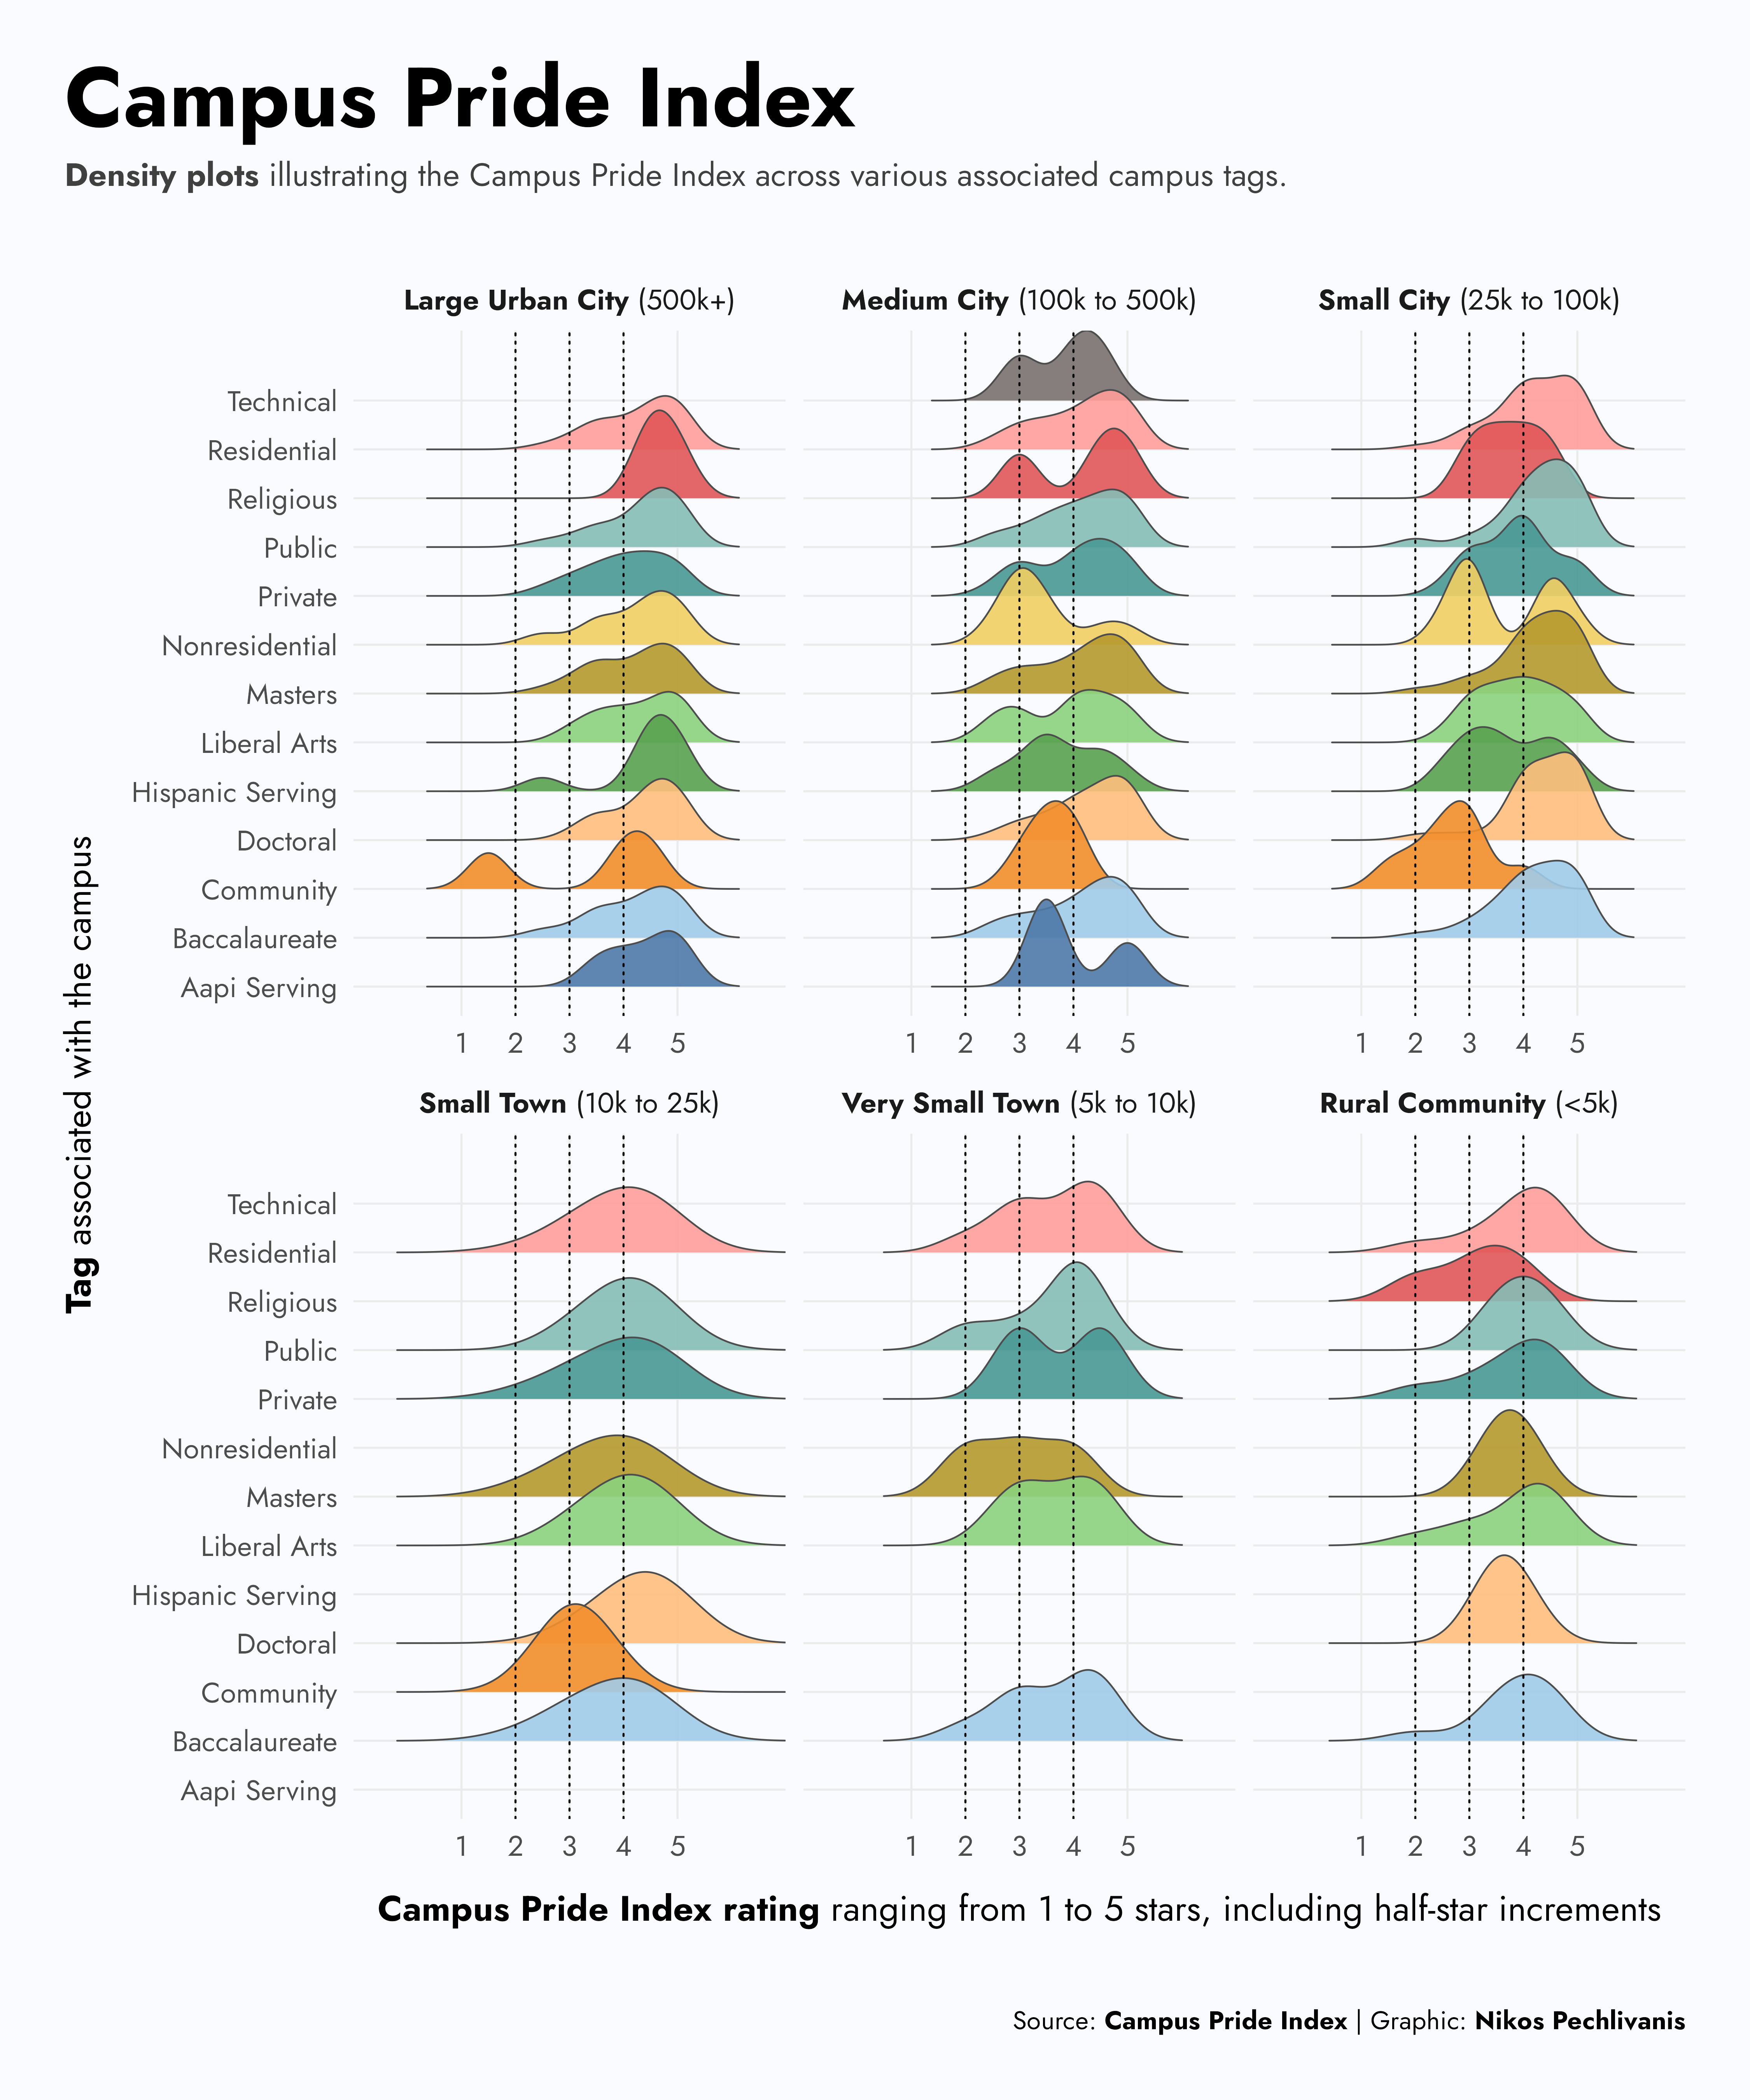 Campus Pride Index
Density plots illustrating the Campus Pride Index across various associated campus tags.
Large Urban City (500k+)
Medium City (100k to 500k)
Small City (25k to 100k)
Technical
Residential
Religious
Public
Private
Nonresidential
Masters
Liberal Arts
Hispanic Serving
Doctoral
Community
Baccalaureate
Aapi Serving
1 2 3 4 5
1 2 3 4 5
1 2 3 4 5
Tag associated with the campus
Small Town (10k to 25k)
Very Small Town (5k to 10k)
Rural Community (<5k)
Technical
Residential
Religious
Public
Private
Nonresidential
Masters
Liberal Arts
Hispanic Serving
Doctoral
Community
Baccalaureate
Aapi Serving
1 2 3 4 5
1 2 3 4 5
1 2 3 4 5
Campus Pride Index rating ranging from 1 to 5 stars, including half-star increments
Source: Campus Pride Index | Graphic: Nikos Pechlivanis